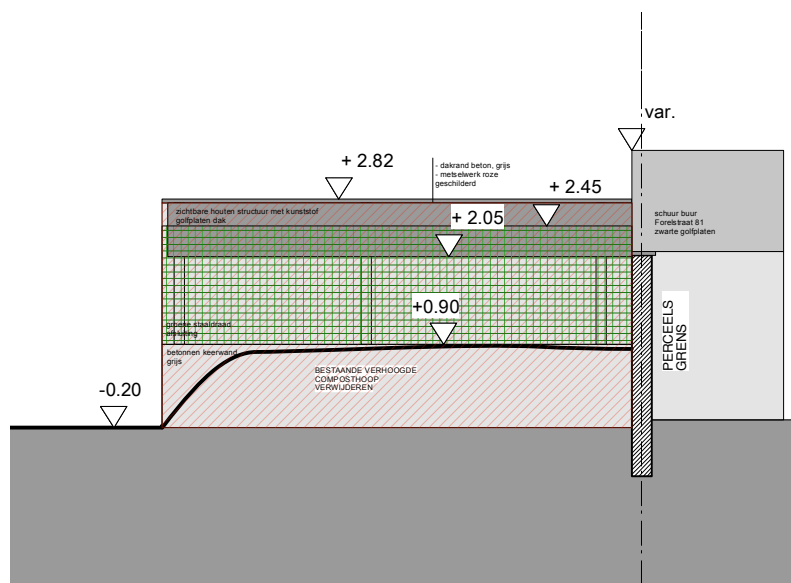 var.
+ 2.82
- dakrand beton, grijs
- metselwerk roze
geschilderd
+ 2.45
zichtbare houten structuur met kunststof
golfplaten dak
+ 2.05
schuur buur
Forelstraat 81
zwarte golfplaten
+0.90
groene staaldraad
afsluiting
betonnen keerwand
grijs
PERCEELS
GRENS
BESTAANDE VERHOOGDE
COMPOSTHOOP
VERWIJDEREN
-0.20